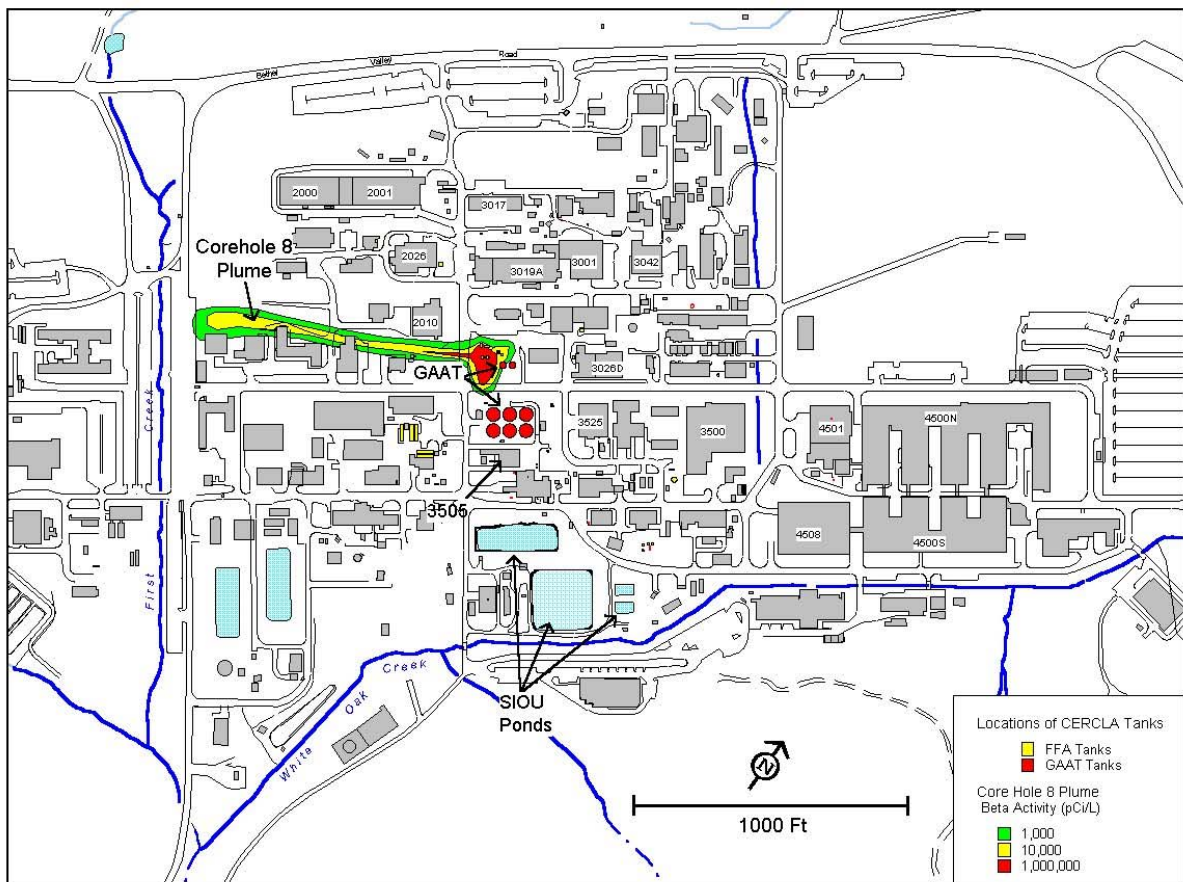 Bethel Valley Road
2000
2001
3017
Corehole 8
Plume
2026
3019A
3001
3042
2010
GAAT
3026D
3525
3500
4501
4500N
3505
4508
4500S
First Creek
White Oak Creek
SIOU
Ponds
N
1000 Ft
Locations of CERCLA Tanks
FFA Tanks
GAAT Tanks
Core Hole 8 Plume
Beta Activity (pCi/L)
1,000
10,000
1,000,000